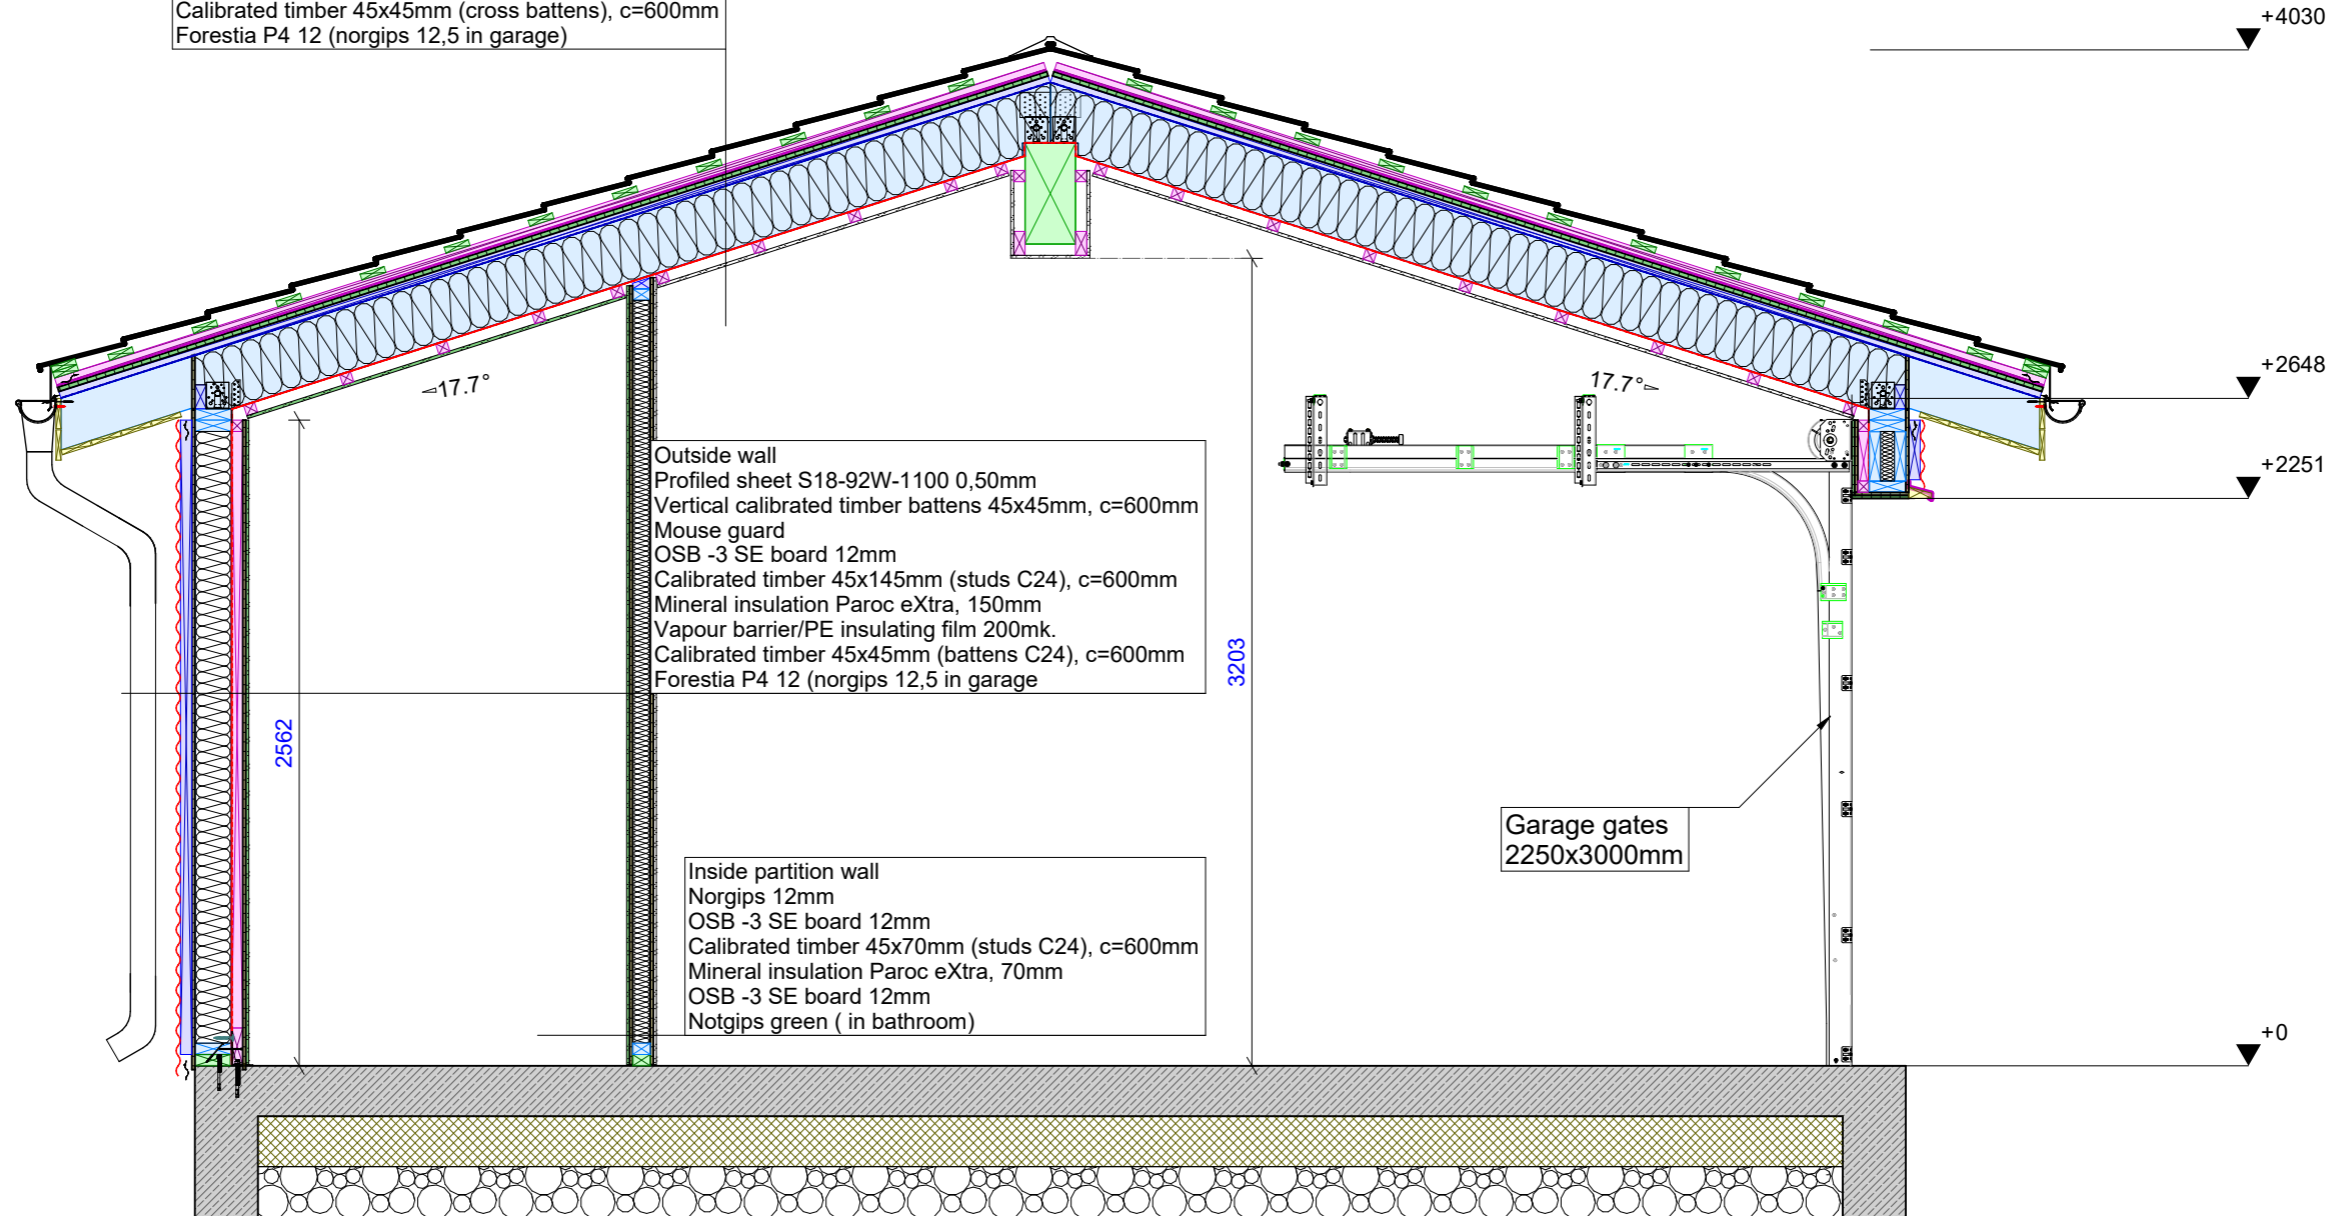 Calibrated timber 45x45mm (cross battens), c=600mm
Forestia P4 12 (norgips 12,5 in garage)
+4030
+2648
17.7°
17.7°
+2251
Outside wall
Profiled sheet S18-92W-1100 0,50mm
Vertical calibrated timber battens 45x45mm, c=600mm
Mouse guard
OSB -3 SE board 12mm
Calibrated timber 45x145mm (studs C24), c=600mm
Mineral insulation Paroc eXtra, 150mm
Vapour barrier/PE insulating film 200mk.
Calibrated timber 45x45mm (battens C24), c=600mm
Forestia P4 12 (norgips 12,5 in garage
3203
2562
Garage gates
2250x3000mm
Inside partition wall
Norgips 12mm
OSB -3 SE board 12mm
Calibrated timber 45x70mm (studs C24), c=600mm
Mineral insulation Paroc eXtra, 70mm
OSB -3 SE board 12mm
Notgips green ( in bathroom)
+0